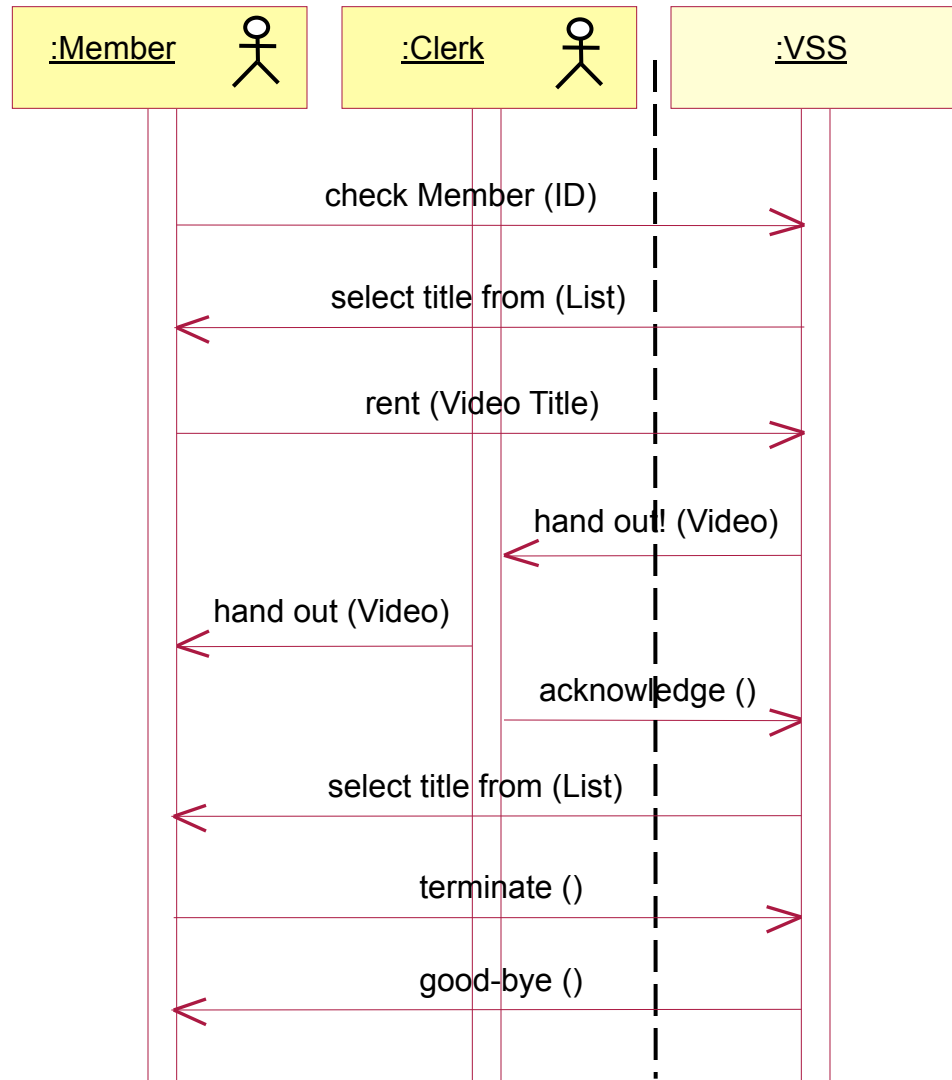 :Member
:Clerk
:VSS
check Member (ID)
select title from (List)
rent (Video Title)
hand out! (Video)
hand out (Video)
acknowledge ()
select title from (List)
terminate ()
good-bye ()